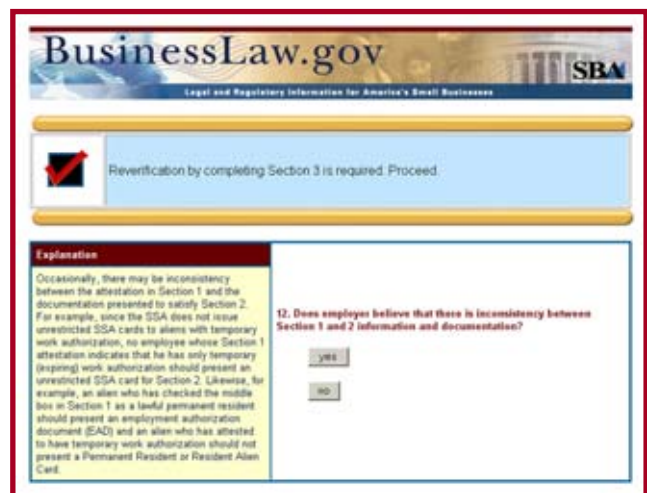 BusinessLaw.gov
SBA
Legal and Regulatory Information for America's Small Businesses
Reverification by completing Section 3 is required. Proceed.
Explanation
Occasionally, there may be inconsistency
between the attestation in Section 1 and the
documentation presented to satisfy Section 2.
For example, since the SSA does not issue
unrestricted SSA cards to aliens with temporary
work authorization, no employee whose Section 1
attestation indicates that he has only temporary
(expiring) work authorization should present an
unrestricted SSA card for Section 2. Likewise, for
example, an alien who has checked the middle
box in Section 1 as a lawful permanent resident
should present an employment authorization
document (EAD) and an alien who has attested
to have temporary work authorization should not
present a Permanent Resident or Resident Alien
Card.
12. Does employer believe that there is inconsistency between
Section 1 and 2 information and documentation?
yes
no